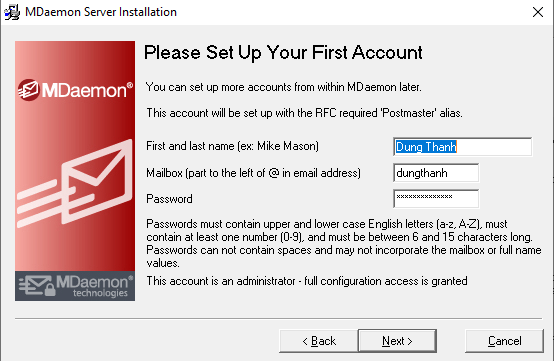 MDaemon Server Installation
Please Set Up Your First Account
MDaemon®
You can set up more accounts from within MDaemon later.
This account will be set up with the RFC required 'Postmaster' alias.
First and last name (ex: Mike Mason)
Dung Thanh
Mailbox (part to the left of @ in email address)
dungthanh
Password
**************
Passwords must contain upper and lower case English letters (a-z, A-Z), must
contain at least one number (0-9), and must be between 6 and 15 characters long.
Passwords can not contain spaces and may not incorporate the mailbox or full name
values.
This account is an administrator - full configuration access is granted
MDaemon
technologies
< Back
Next >
Cancel